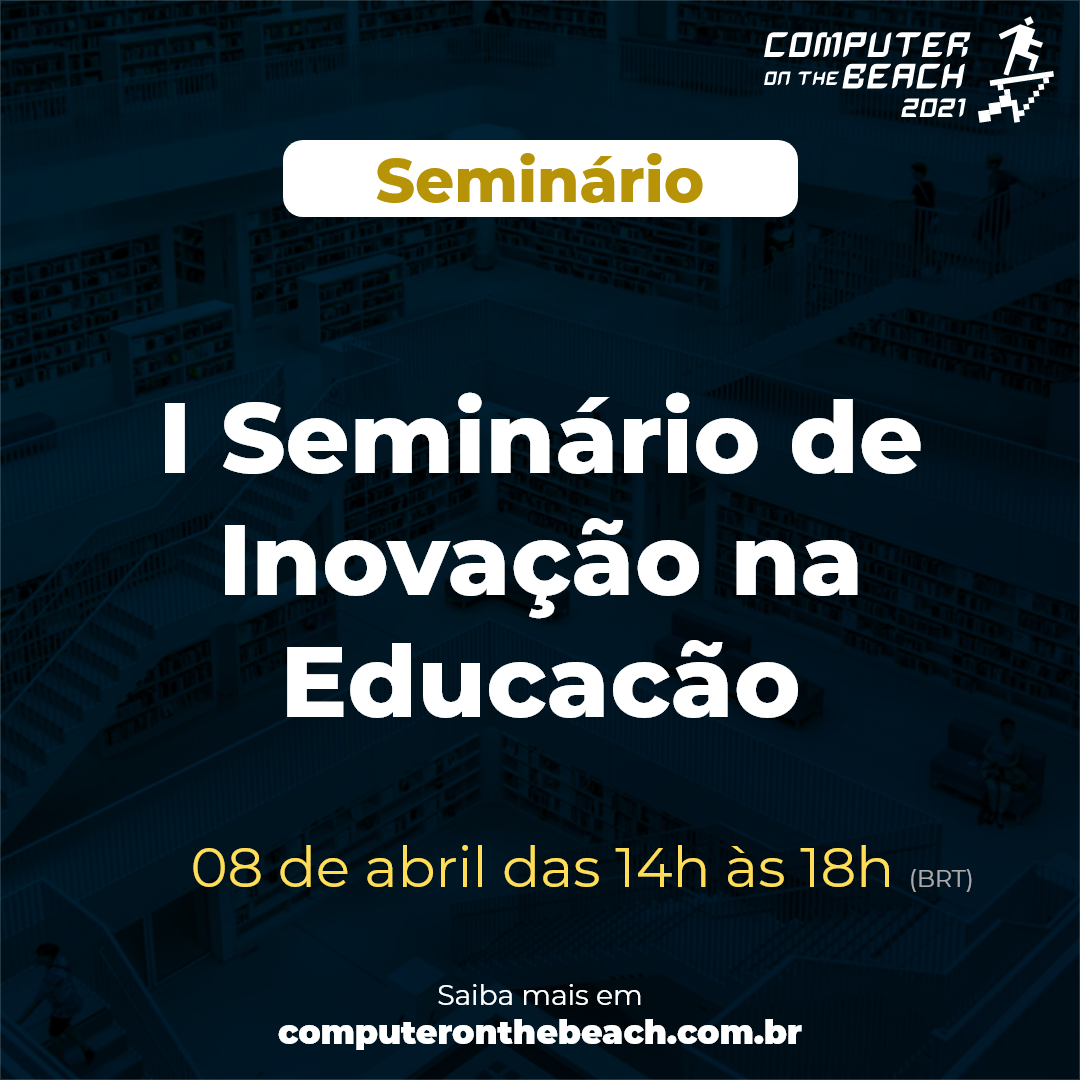 COMPUTER
ON THE BEACH
2021
Seminário
I Seminário de
Inovação na
Educacão
08 de abril das 14h às 18h (BRT)
Saiba mais em
computeronthebeach.com.br